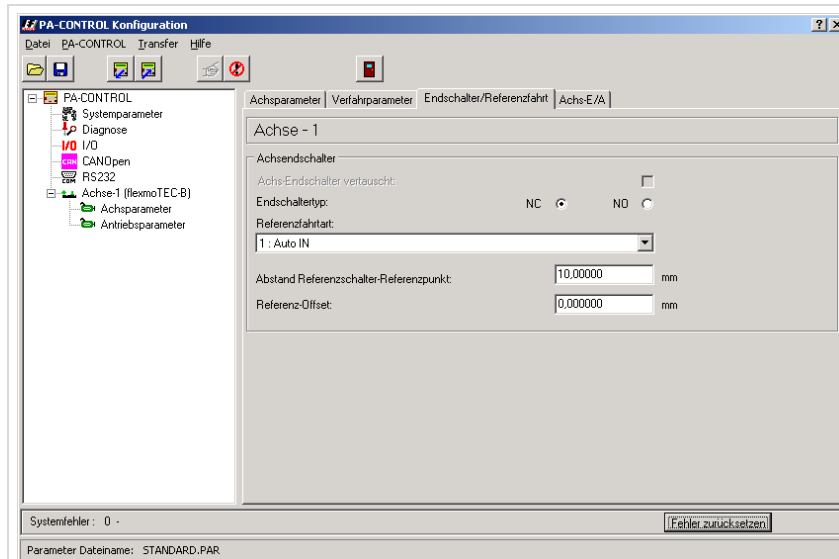 PA-CONTROL Konfiguration
Datei PA-CONTROL Transfer Hilfe
PA-CONTROL
Systemparameter
Diagnose
I/O I/O
CAN CANOpen
COM RS232
Achse-1 (flexmoTEC-B)
Achsparameter
Antriebsparameter
Achsparameter Verfahrparameter Endschalter/Referenzfahrt Achs-E/A
Achse - 1
Achsendschalter
Achs-Endschalter vertauscht:
Endschaltertyp: NC NO
Referenzfahrtart:
1 : Auto IN
Abstand Referenzschalter-Referenzpunkt: 10,00000 mm
Referenz-Offset: 0,000000 mm
Systemfehler : 0 -
Fehler zurücksetzen
Parameter Dateiname: STANDARD.PAR